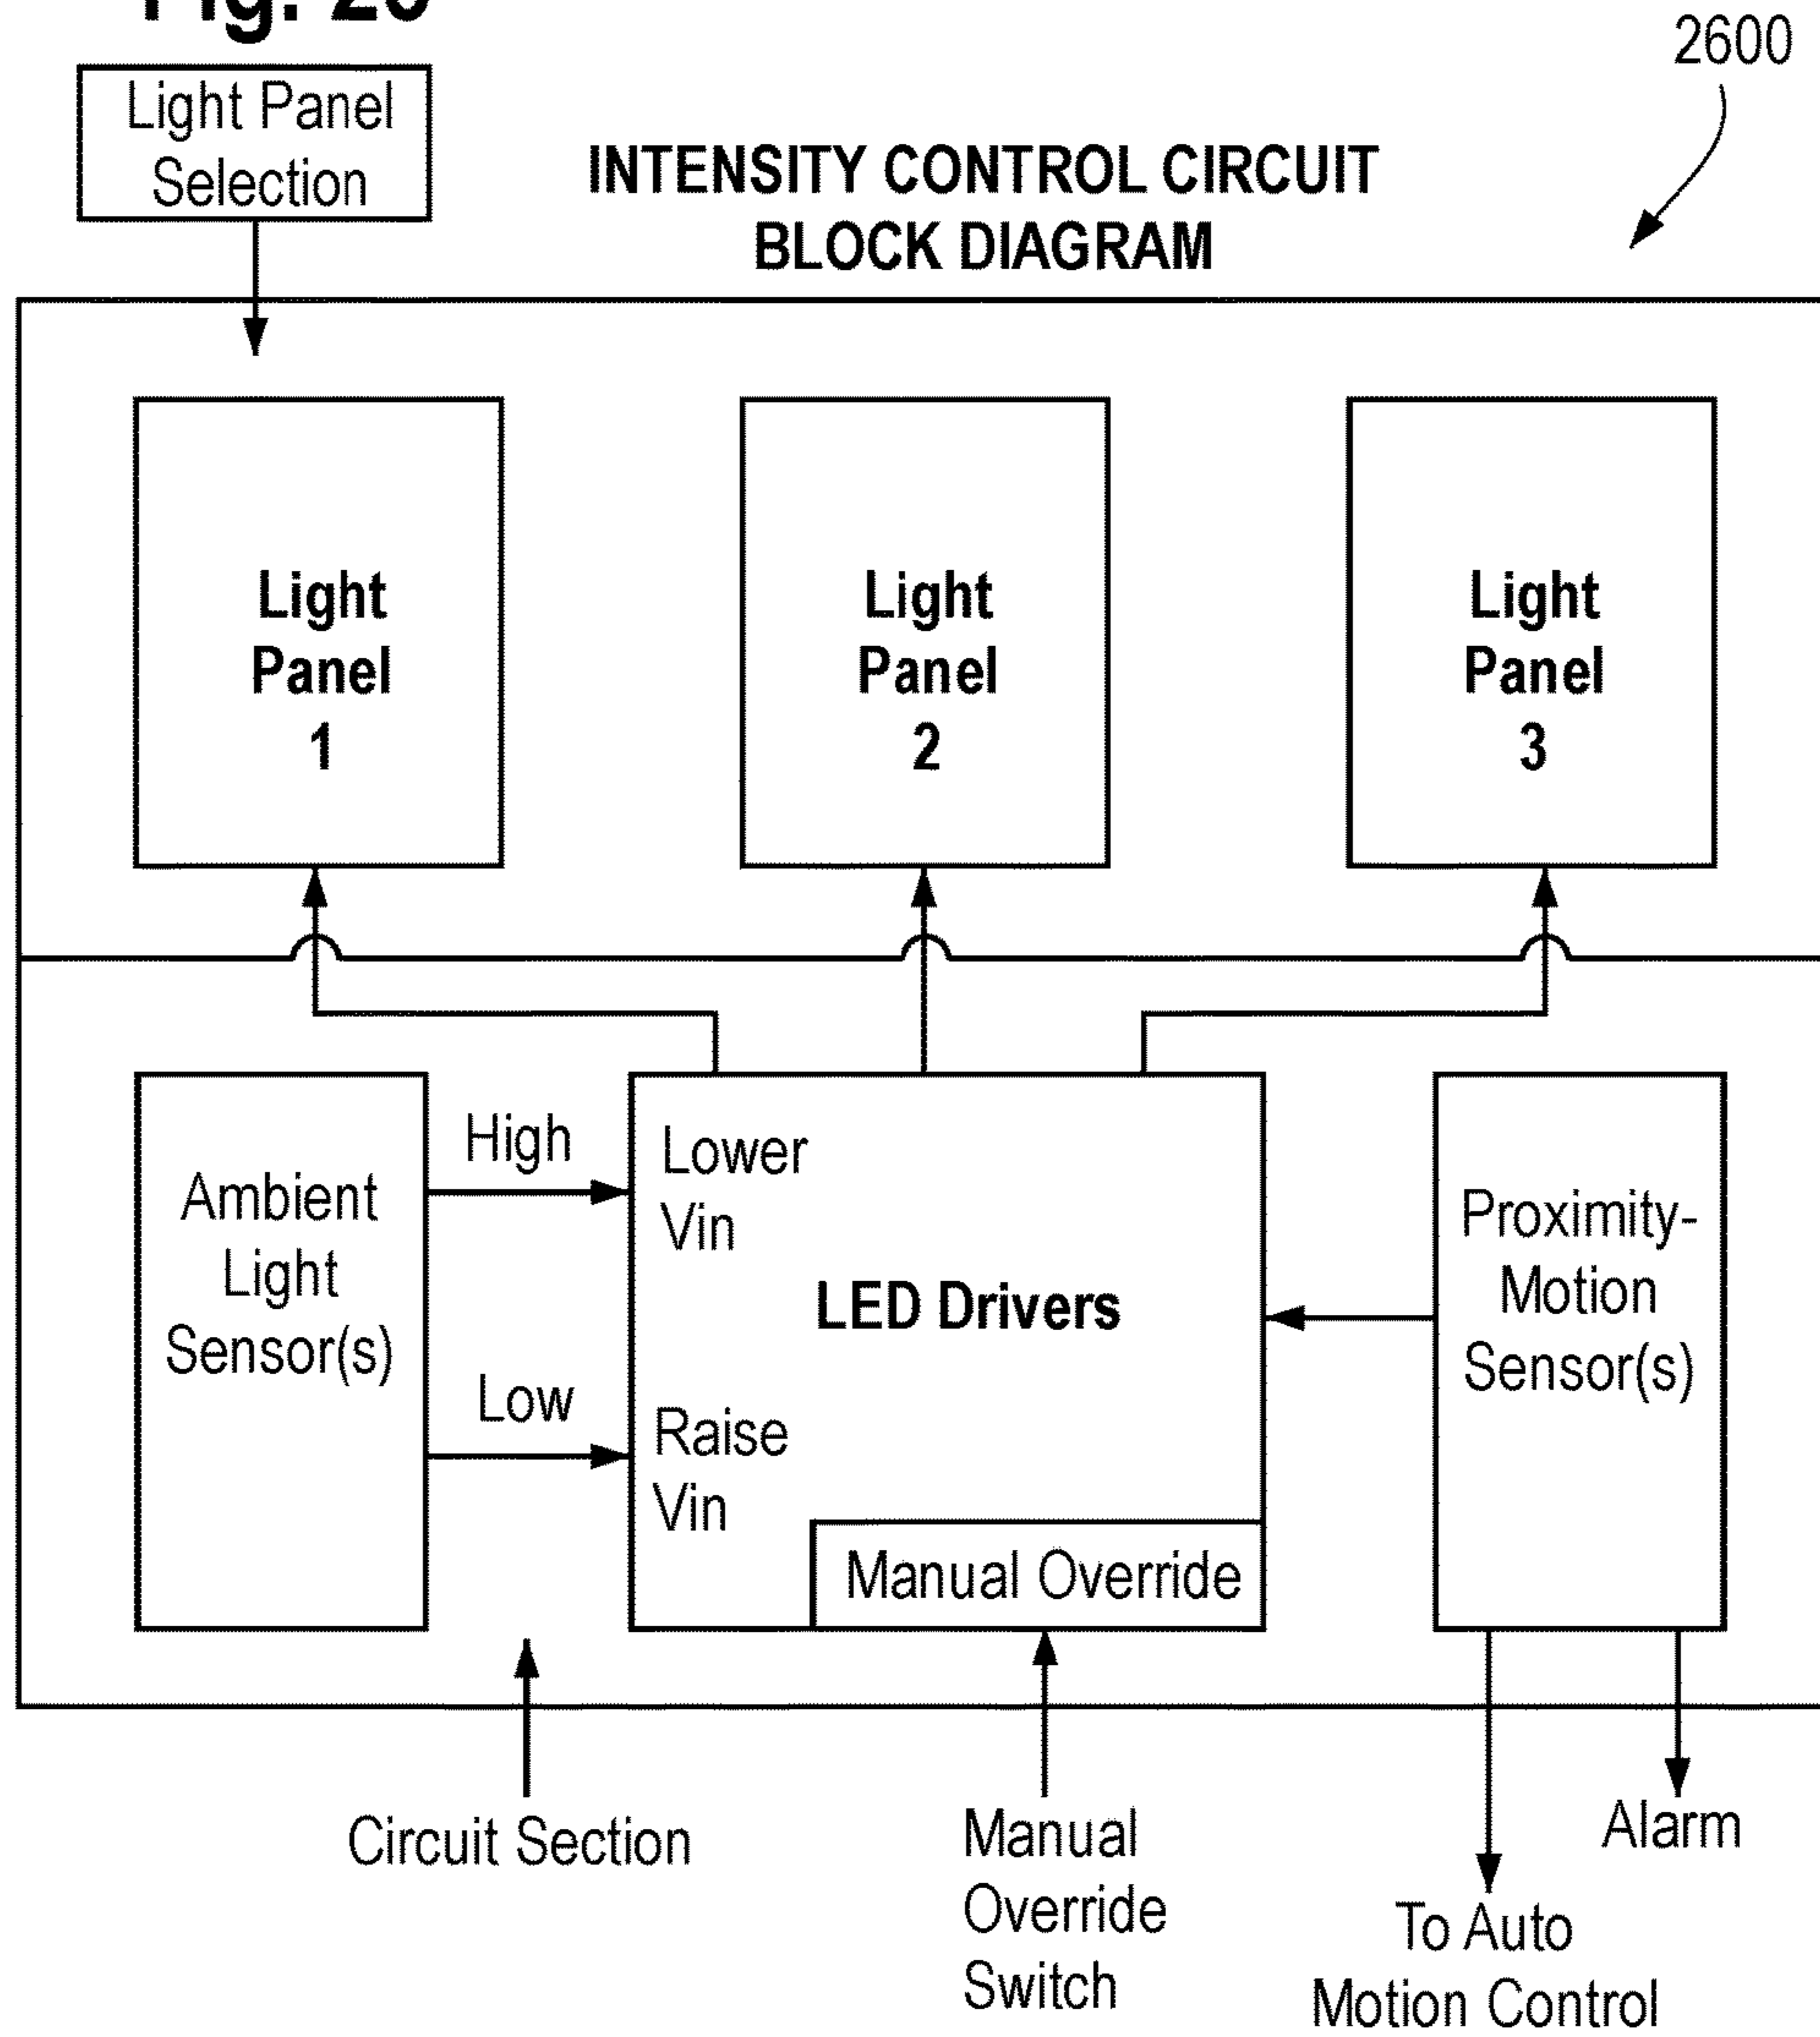 Fig. 26
2600
Light Panel
Selection
INTENSITY CONTROL CIRCUIT
BLOCK DIAGRAM
Light
Panel
1
Light
Panel
2
Light
Panel
3
Ambient
Light
Sensor(s)
High
Low
Lower
Vin
LED Drivers
Raise
Vin
Manual Override
Proximity-
Motion
Sensor(s)
Circuit Section
Manual
Override
Switch
Alarm
To Auto
Motion Control